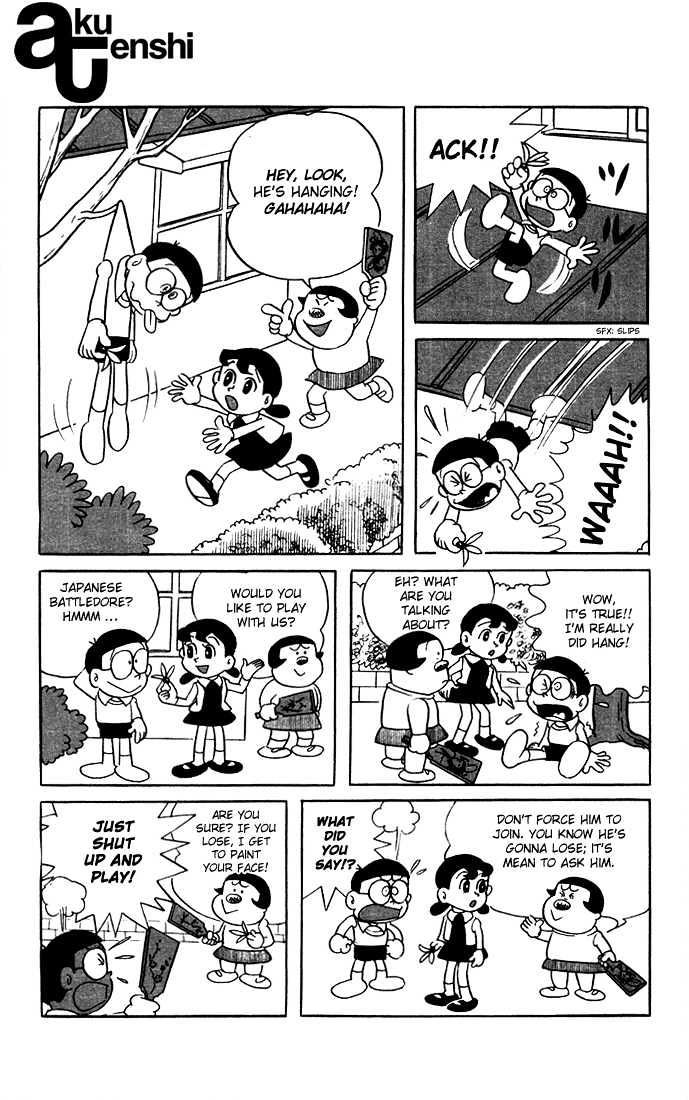 aku
tenshi
ACK!!
SFX: SLIPS
WAAAH!!
HEY, LOOK,
HE'S HANGING!
GAHAHAHA!
WOW,
IT'S TRUE!!
I'M REALLY
DID HANG!
EH? WHAT
ARE YOU
TALKING
ABOUT?
WOULD YOU
LIKE TO PLAY
WITH US?
JAPANESE
BATTLEDORE?
HMMM ...
DON'T FORCE HIM TO
JOIN. YOU KNOW HE'S
GONNA LOSE; IT'S
MEAN TO ASK HIM.
WHAT
DID
YOU
SAY!?
ARE YOU
SURE? IF YOU
LOSE, I GET
TO PAINT
YOUR FACE!
JUST
SHUT
UP AND
PLAY!